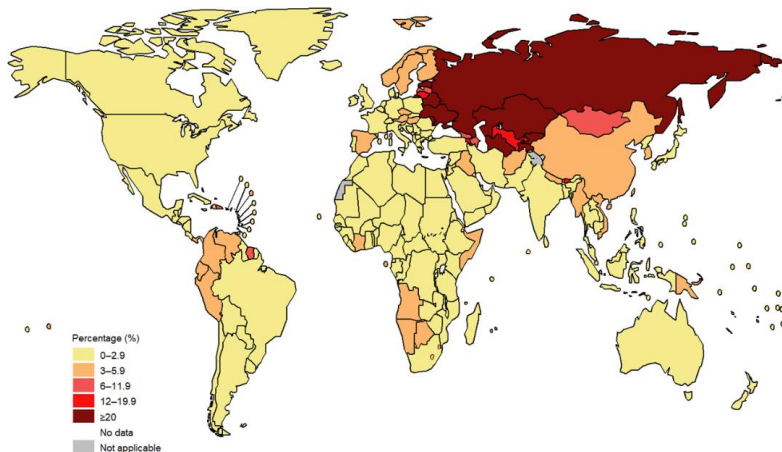 Percentage (%)
0–2.9
3–5.9
6–11.9
12–19.9
≥20
No data
Not applicable